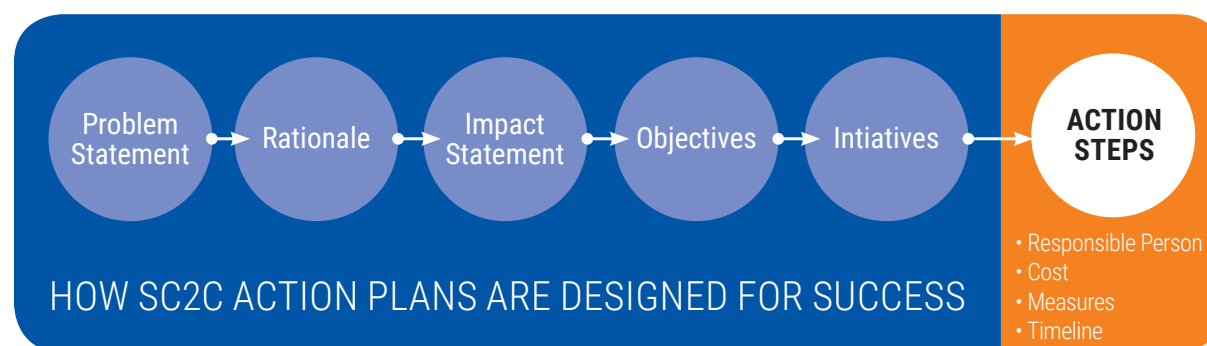 Problem
Statement
Rationale
Impact
Statement
Objectives
Intiatives
ACTION
STEPS
• Responsible Person
• Cost
• Measures
• Timeline
HOW SC2C ACTION PLANS ARE DESIGNED FOR SUCCESS